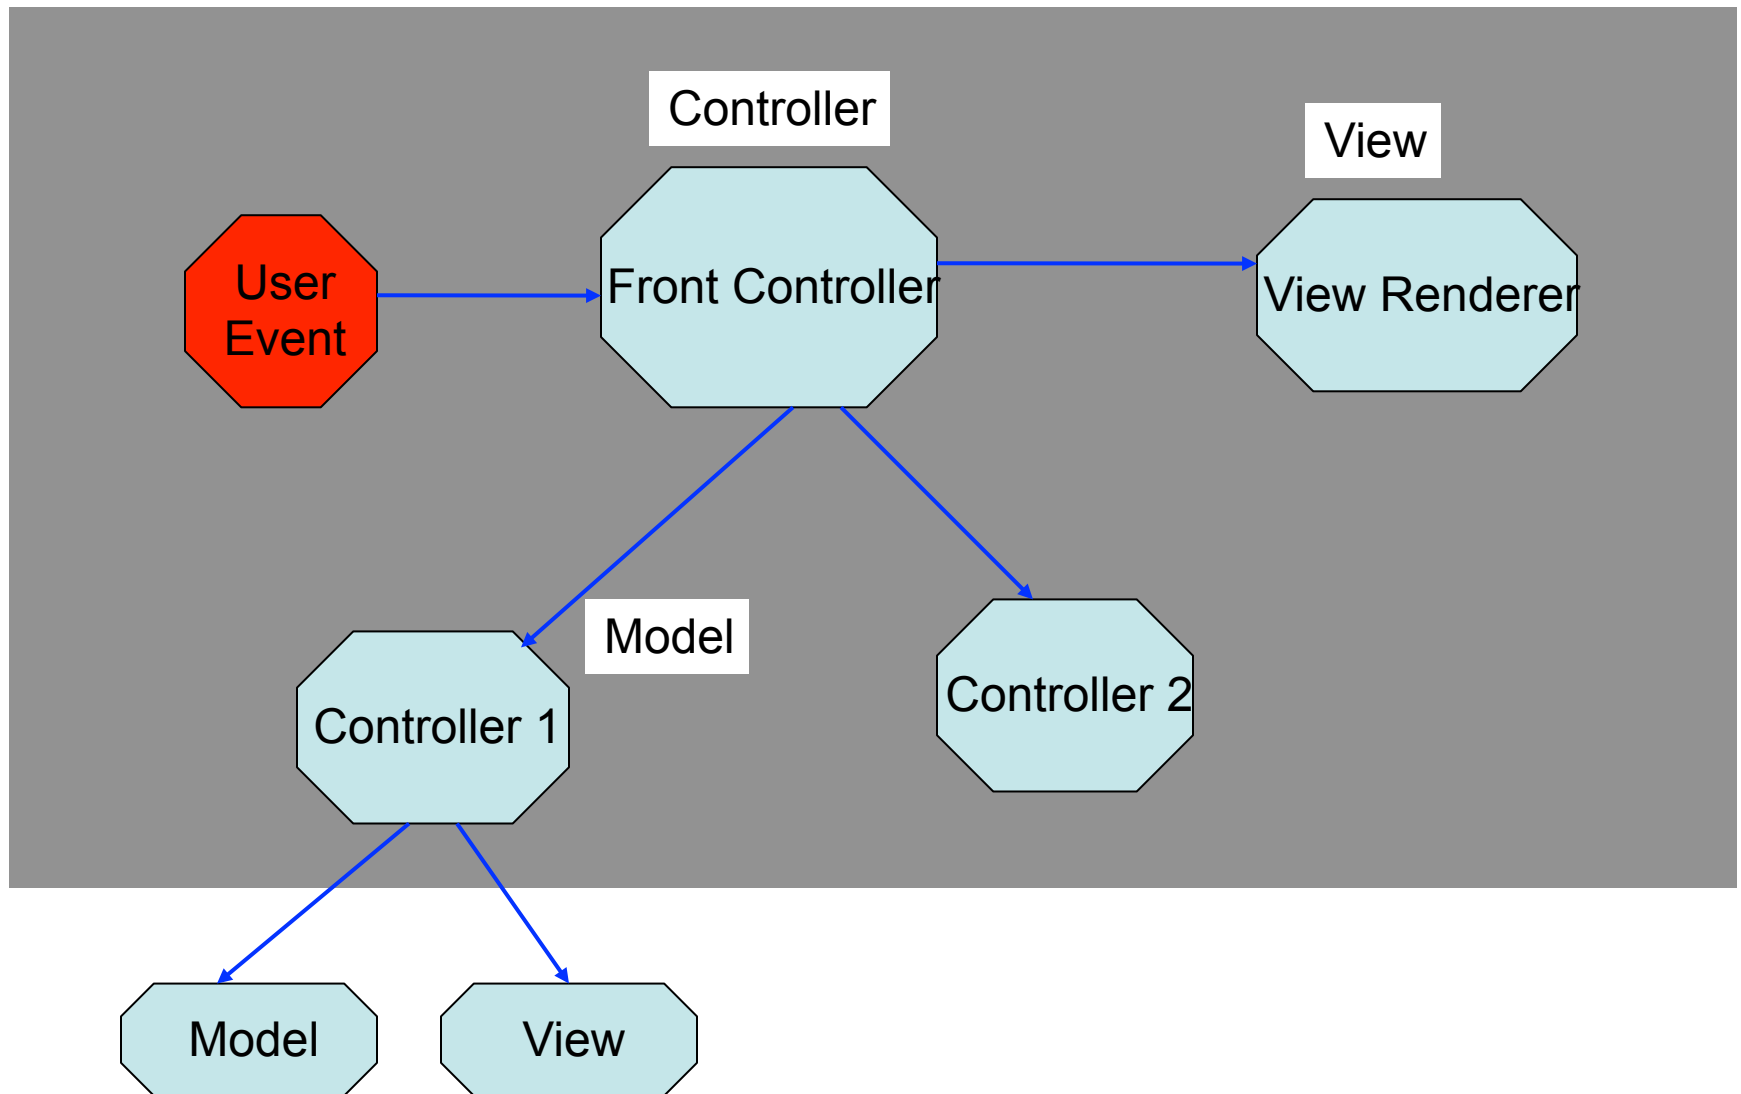 Controller
View
User
Event
Front Controller
View Renderer
Model
Controller 1
Controller 2
Model
View